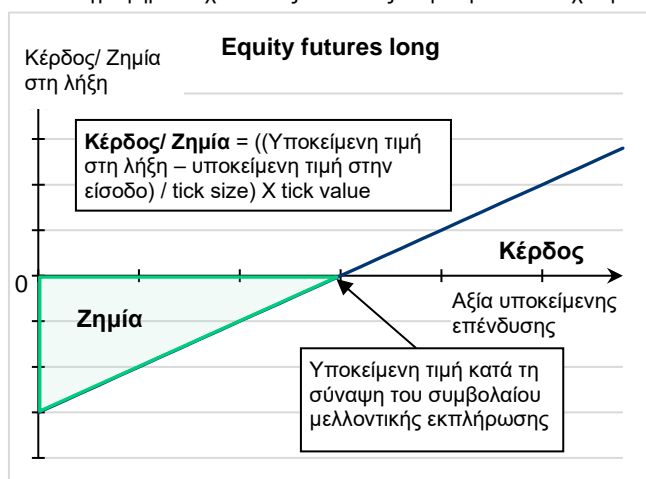 Equity futures long
Κέρδος/ Ζημία
στη λήξη
Κέρδος/ Ζημία = ((Υποκείμενη τιμή
στη λήξη – υποκείμενη τιμή στην
είσοδο) / tick size) X tick value
Κέρδος
0
Αξία υποκείμενης
επένδυσης
Ζημία
Υποκείμενη τιμή κατά τη
σύναψη του συμβολαίου
μελλοντικής εκπλήρωσης